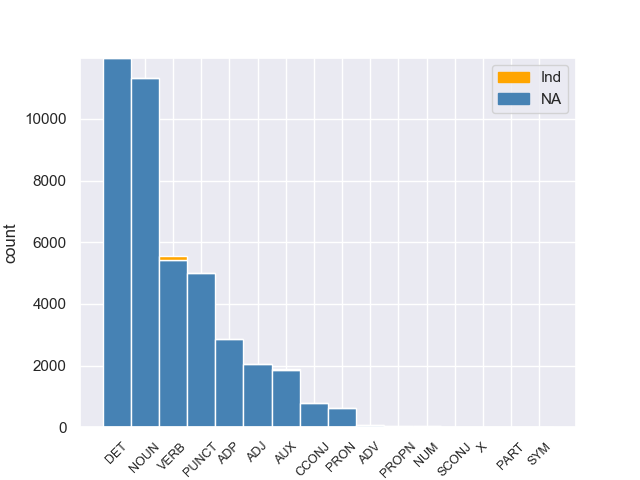 Ind
NA
10000
8000
6000
4000
2000
0
count
DET
NOUN
VERB
PUNCT
ADP
ADJ
AUX
CCONJ
PRON
ADV
PROPN
NUM
SCONJ
X
PART
SYM